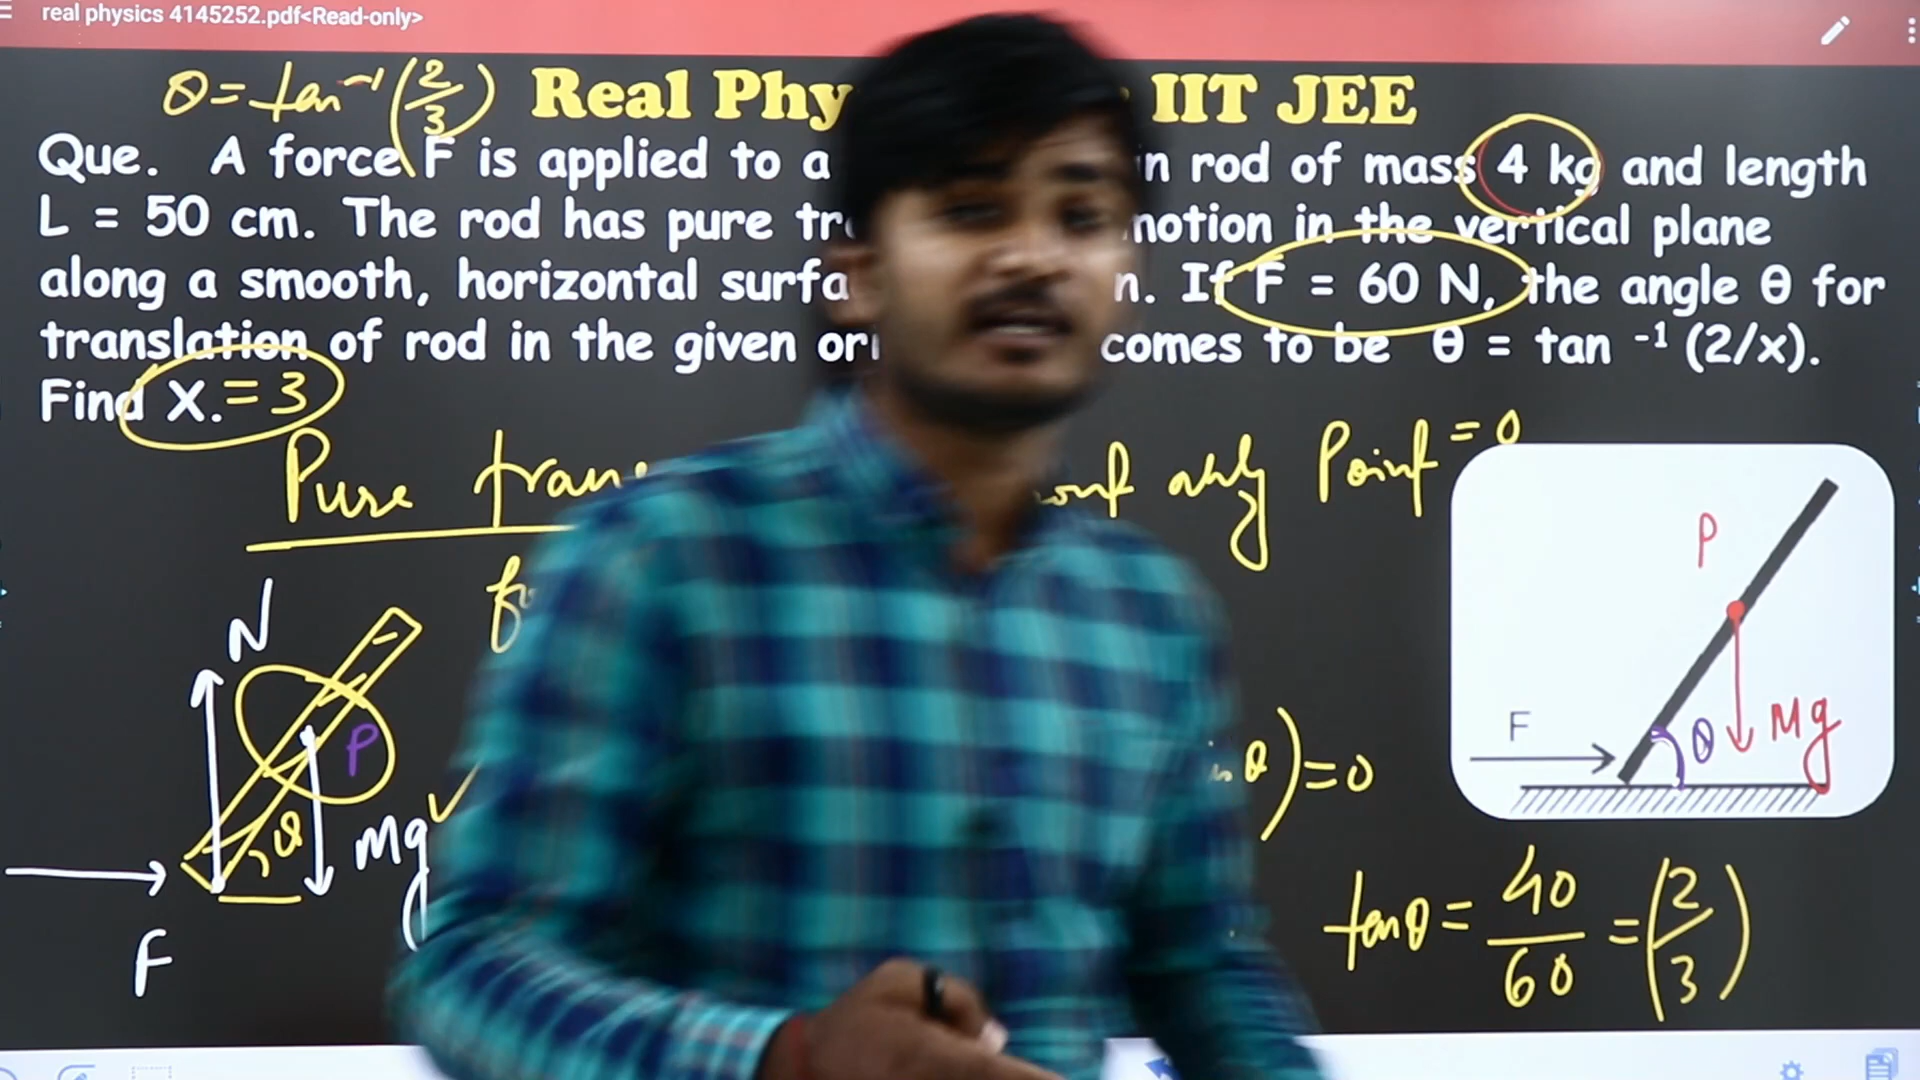 real physics 4145252.pdf<Read-only>
θ = tan⁻¹ (2/3) Real Phy IIT JEE
Que. A force F is applied to a n rod of mass 4 kg and length
L = 50 cm. The rod has pure tr notion in the vertical plane
along a smooth, horizontal surfa n. If F = 60 N, the angle θ for
translation of rod in the given ori comes to be θ = tan ⁻¹ (2/x).
Find X. = 3
Pure tran out any Point = 0
N
P
θ
Mg
F
θ) = 0
P
F
θ
Mg
tanθ = 40/60 = (2/3)